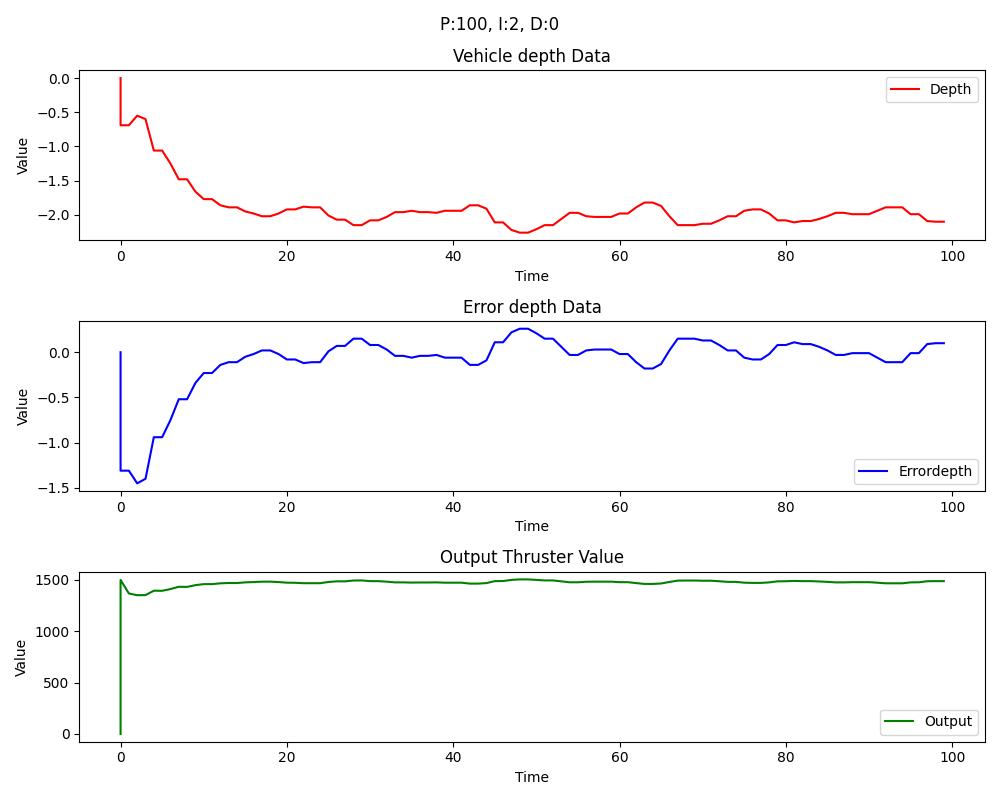 P:100, I:2, D:0
Vehicle depth Data
0.0
−0.5
−1.0
−1.5
−2.0
Value
Depth
0 20 40 60 80 100
Time
Error depth Data
0.0
−0.5
−1.0
−1.5
Value
Errordepth
0 20 40 60 80 100
Time
Output Thruster Value
1500
1000
500
0
Value
Output
0 20 40 60 80 100
Time